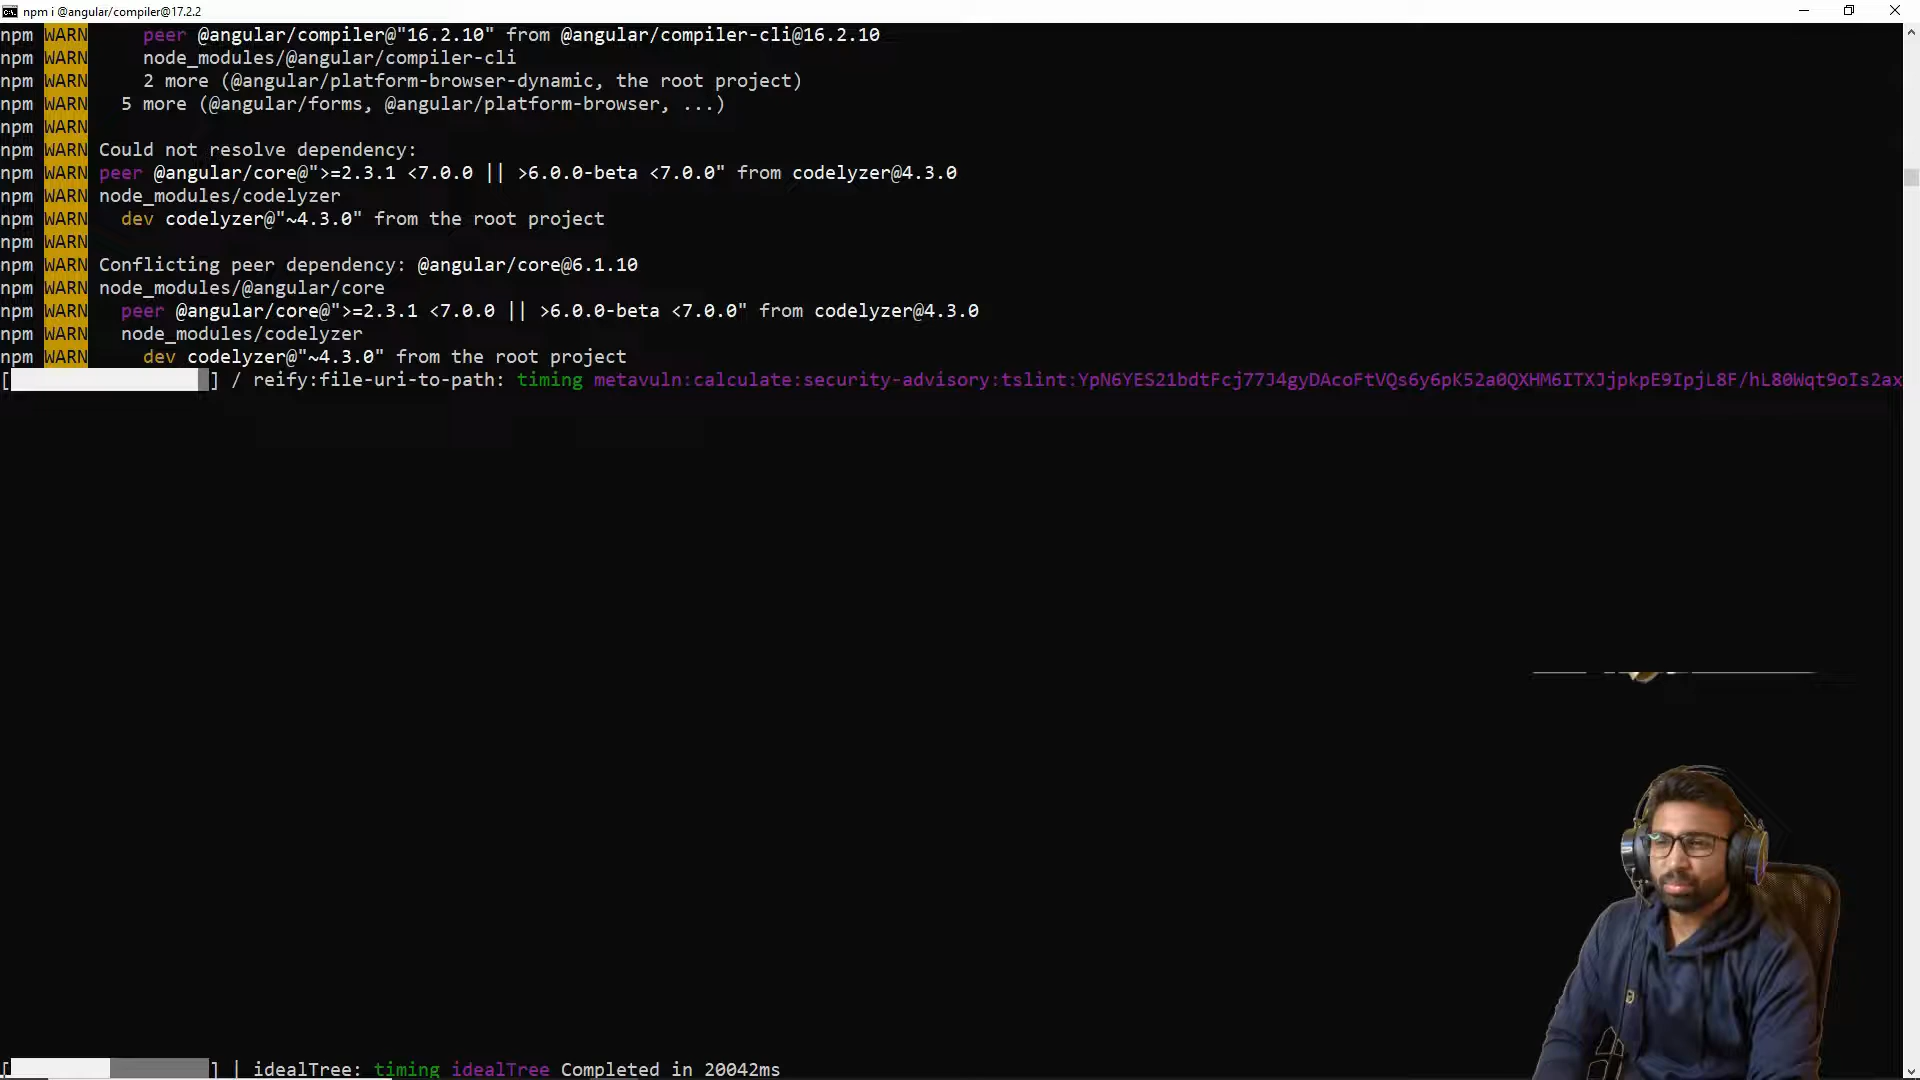 npm i @angular/compiler@17.2.2
npm WARN     peer @angular/compiler@"16.2.10" from @angular/compiler-cli@16.2.10
npm WARN     node_modules/@angular/compiler-cli
npm WARN     2 more (@angular/platform-browser-dynamic, the root project)
npm WARN   5 more (@angular/forms, @angular/platform-browser, ...)
npm WARN
npm WARN Could not resolve dependency:
npm WARN peer @angular/core@">=2.3.1 <7.0.0 || >6.0.0-beta <7.0.0" from codelyzer@4.3.0
npm WARN node_modules/codelyzer
npm WARN   dev codelyzer@"~4.3.0" from the root project
npm WARN
npm WARN Conflicting peer dependency: @angular/core@6.1.10
npm WARN node_modules/@angular/core
npm WARN   peer @angular/core@">=2.3.1 <7.0.0 || >6.0.0-beta <7.0.0" from codelyzer@4.3.0
npm WARN   node_modules/codelyzer
npm WARN     dev codelyzer@"~4.3.0" from the root project
[                  ] / reify:file-uri-to-path: timing metavuln:calculate:security-advisory:tslint:YpN6YES21bdtFcj77J4gyDAcoFtVQs6y6pK52a0QXHM6ITXJjpkpE9IpjL8F/hL80Wqt9oIs2ax
[                  ] | idealTree: timing idealTree Completed in 20042ms